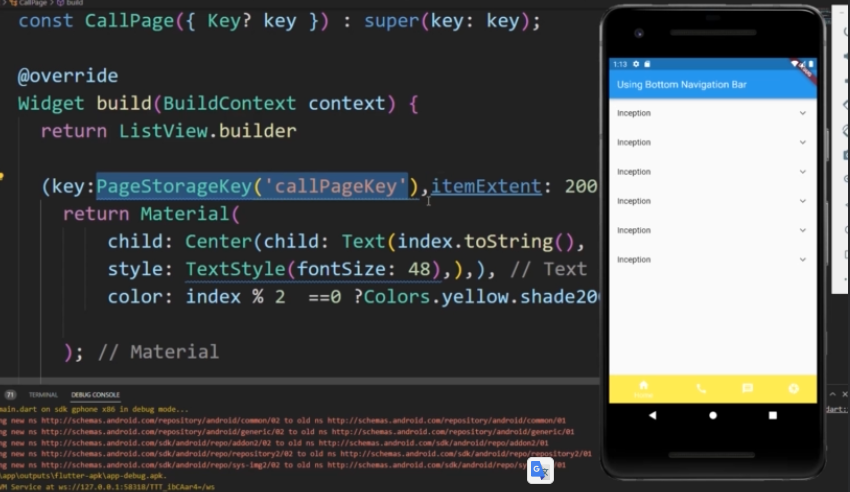 CallPage > build
const CallPage({ Key? key }) : super(key: key);
@override
Widget build(BuildContext context) {
return ListView.builder
(key:PageStorageKey('callPageKey'),itemExtent: 200
return Material(
child: Center(child: Text(index.toString(),
style: TextStyle(fontSize: 48),),), // Text
color: index % 2  ==0 ?Colors.yellow.shade200
); // Material
71 TERMINAL DEBUG CONSOLE
main.dart on sdk gphone x86 in debug mode...
ng new ns http://schemas.android.com/repository/android/common/02 to old ns http://schemas.android.com/repository/android/common/01
ng new ns http://schemas.android.com/repository/android/generic/02 to old ns http://schemas.android.com/repository/android/generic/01
ng new ns http://schemas.android.com/sdk/android/repo/addon2/02 to old ns http://schemas.android.com/sdk/android/repo/addon2/01
ng new ns http://schemas.android.com/sdk/android/repo/repository2/02 to old ns http://schemas.android.com/sdk/android/repo/repository2/01
ng new ns http://schemas.android.com/sdk/android/repo/sys-img2/02 to old ns http://schemas.android.com/sdk/android/repo/sys
\app\outputs\flutter-apk\app-debug.apk.
VM Service at ws://127.0.0.1:58318/TTT_ibCAar4=/ws
1:13
Using Bottom Navigation Bar
Inception
Inception
Inception
Inception
Inception
Inception
dart: